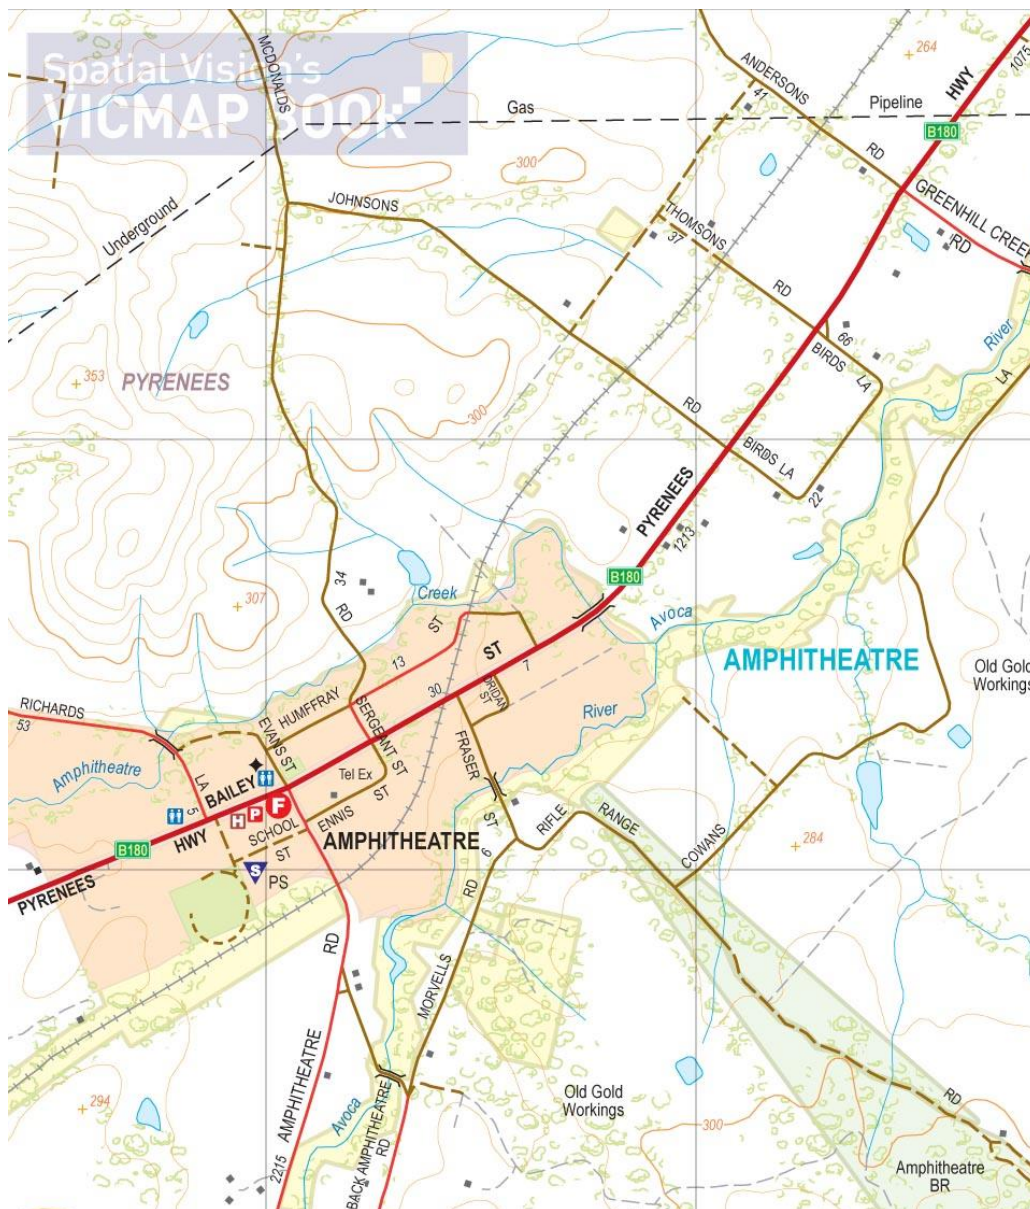 Spatial Vision's
VICMAP BOOK
MCDONALDS
ANDERSONS
264
HWY
1075
41
Gas
Pipeline
B180
RD
300
JOHNSONS
THOMSONS
37
GREENHILL CREEK
RD
Underground
RD
River
66
BIRDS LA
LA
353
PYRENEES
300
RD
BIRDS LA
22
PYRENEES
1213
34
B180
Creek
307
RD
Avoca
ST
13
ST
7
AMPHITHEATRE
Old Gold
Workings
30
RICHARDS
53
HUMFFRAY
SERGEANT ST
EVANS ST
River
FRASER
ST
Amphitheatre
LA
BAILEY
Tel Ex
5
F
H
P
ENNIS
ST
SCHOOL
ST
AMPHITHEATRE
RIFLE
RANGE
B180
HWY
COWANS
284
6
S
PS
PYRENEES
RD
RD
MORVELLS
AMPHITHEATRE
2215
294
Avoca
BACK AMPHITHEATRE
RD
Old Gold
Workings
300
RD
Amphitheatre
BR